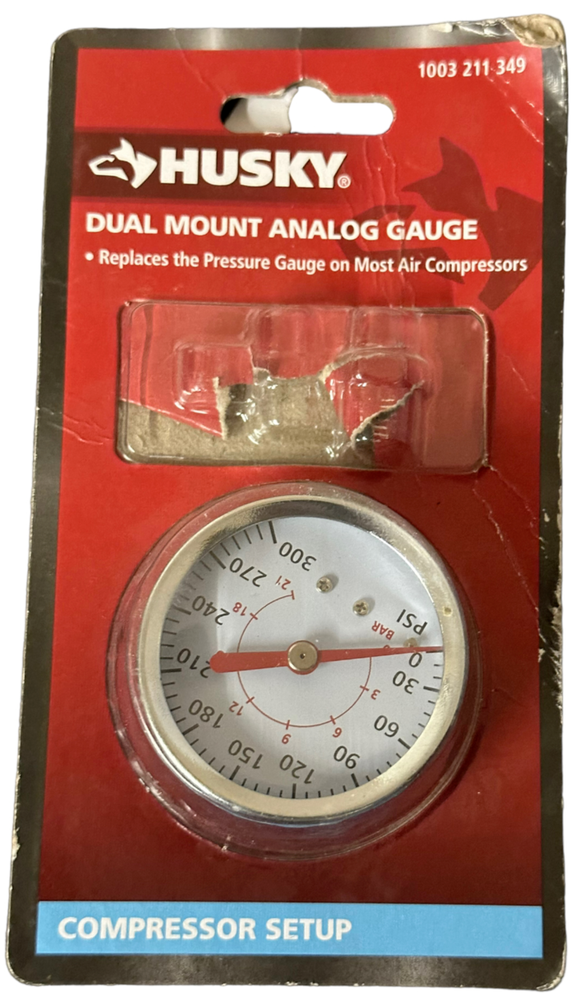 1003 211 349
HUSKY®
DUAL MOUNT ANALOG GAUGE
• Replaces the Pressure Gauge on Most Air Compressors
300
270
240
210
180
150
120
90
60
30
0
PSI
BAR
21
18
12
9
6
3
0
COMPRESSOR SETUP